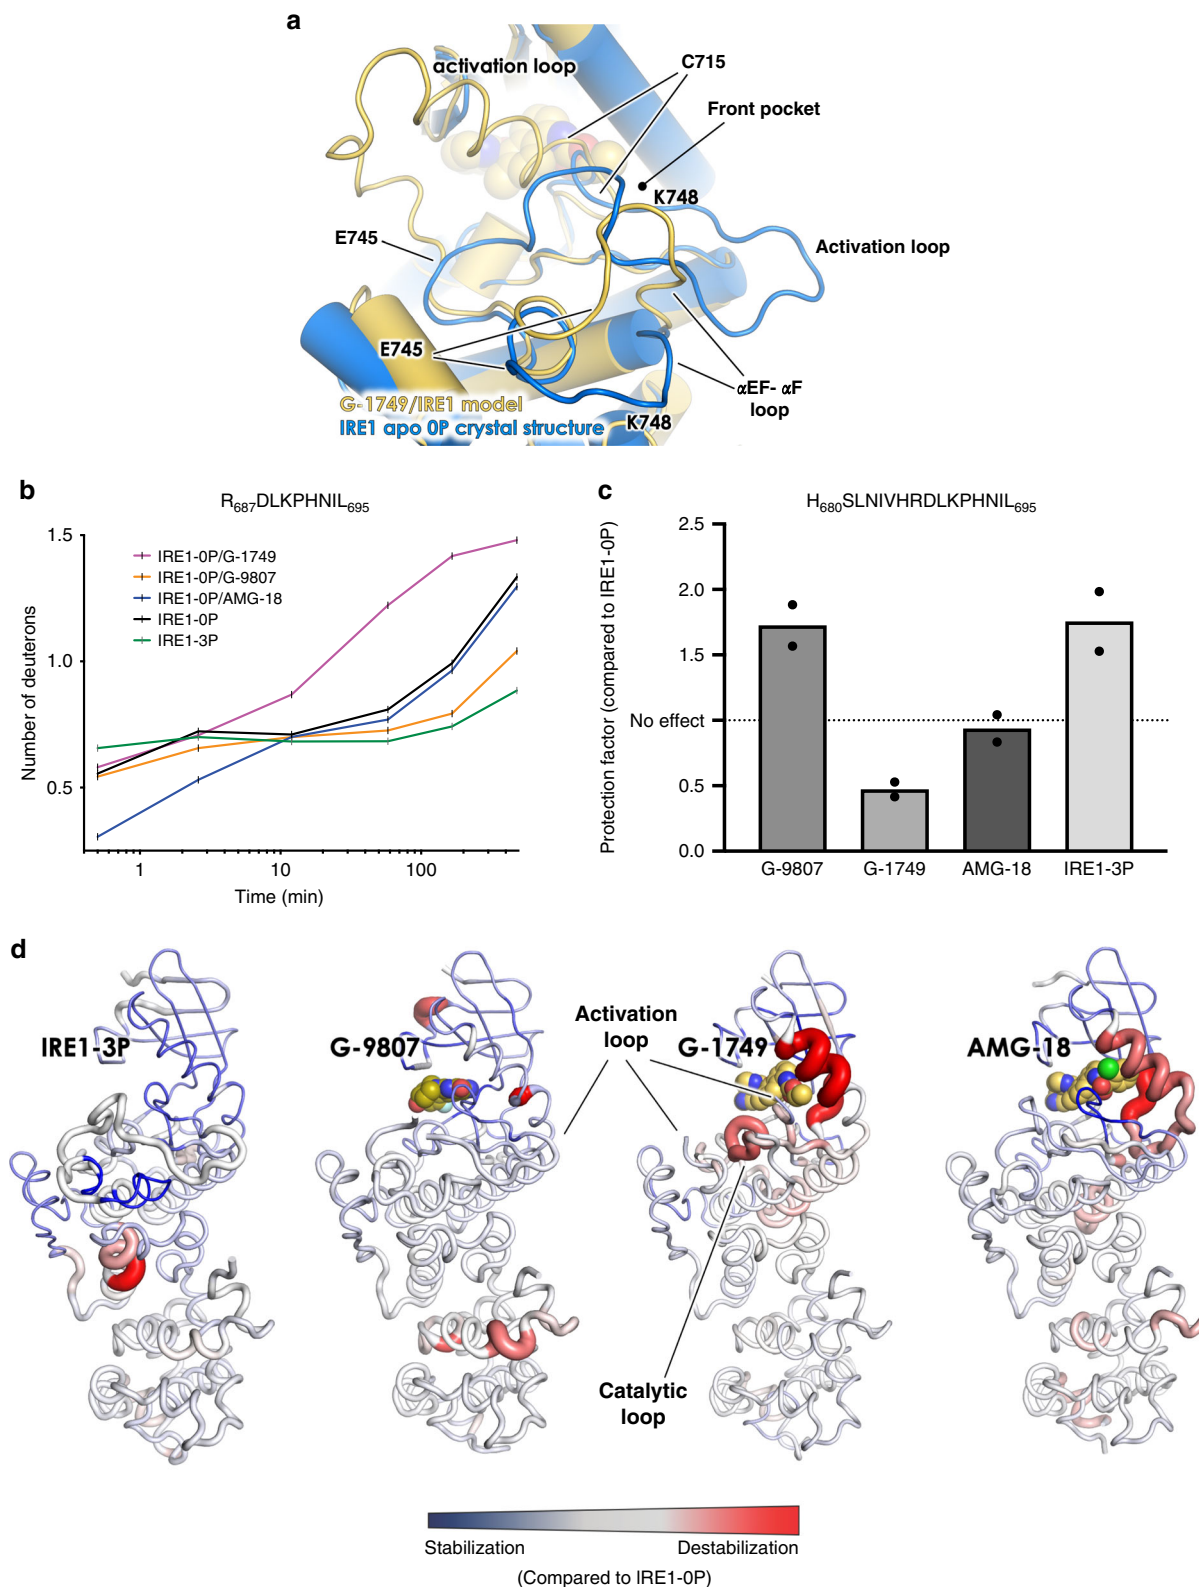 a
activation loop
C715
Front pocket
K748
E745
Activation loop
E745
αEF- αF
loop
G-1749/IRE1 model
IRE1 apo 0P crystal structure
K748
b
R687DLKPHNIL695
Number of deuterons
1.5
1.0
0.5
IRE1-0P/G-1749
IRE1-0P/G-9807
IRE1-0P/AMG-18
IRE1-0P
IRE1-3P
1
10
100
Time (min)
c
H680SLNIVHRDLKPHNIL695
Protection factor (compared to IRE1-0P)
2.5
2.0
1.5
No effect
0.5
0.0
G-9807
G-1749
AMG-18
IRE1-3P
d
IRE1-3P
G-9807
Activation
loop
G-1749
AMG-18
Catalytic
loop
Stabilization
Destabilization
(Compared to IRE1-0P)